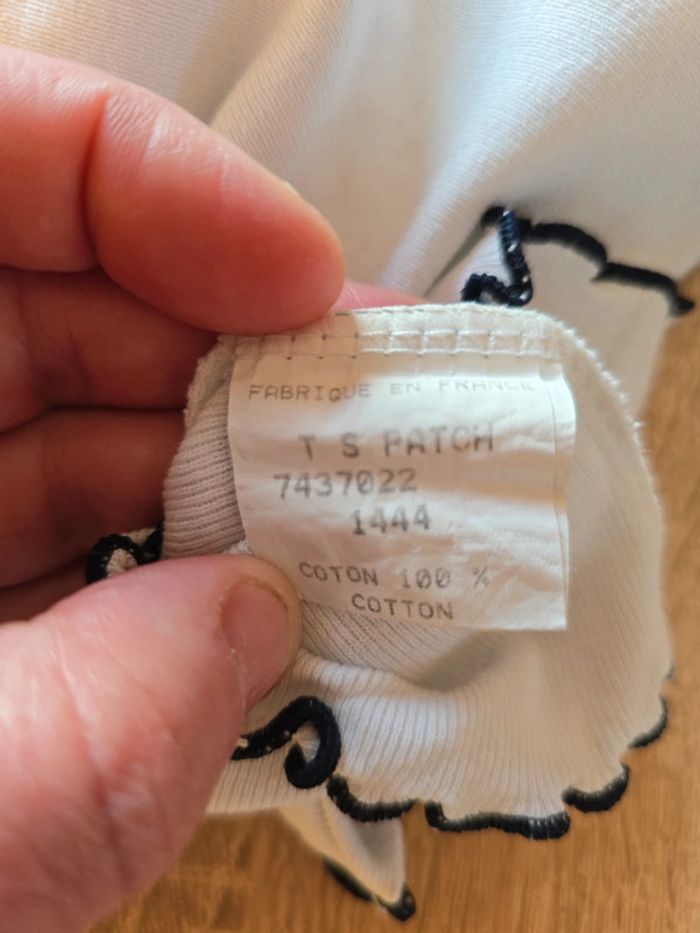 FABRIQUE EN FRANCE
T S PATCH
7437022
1444
COTON 100 %
COTTON